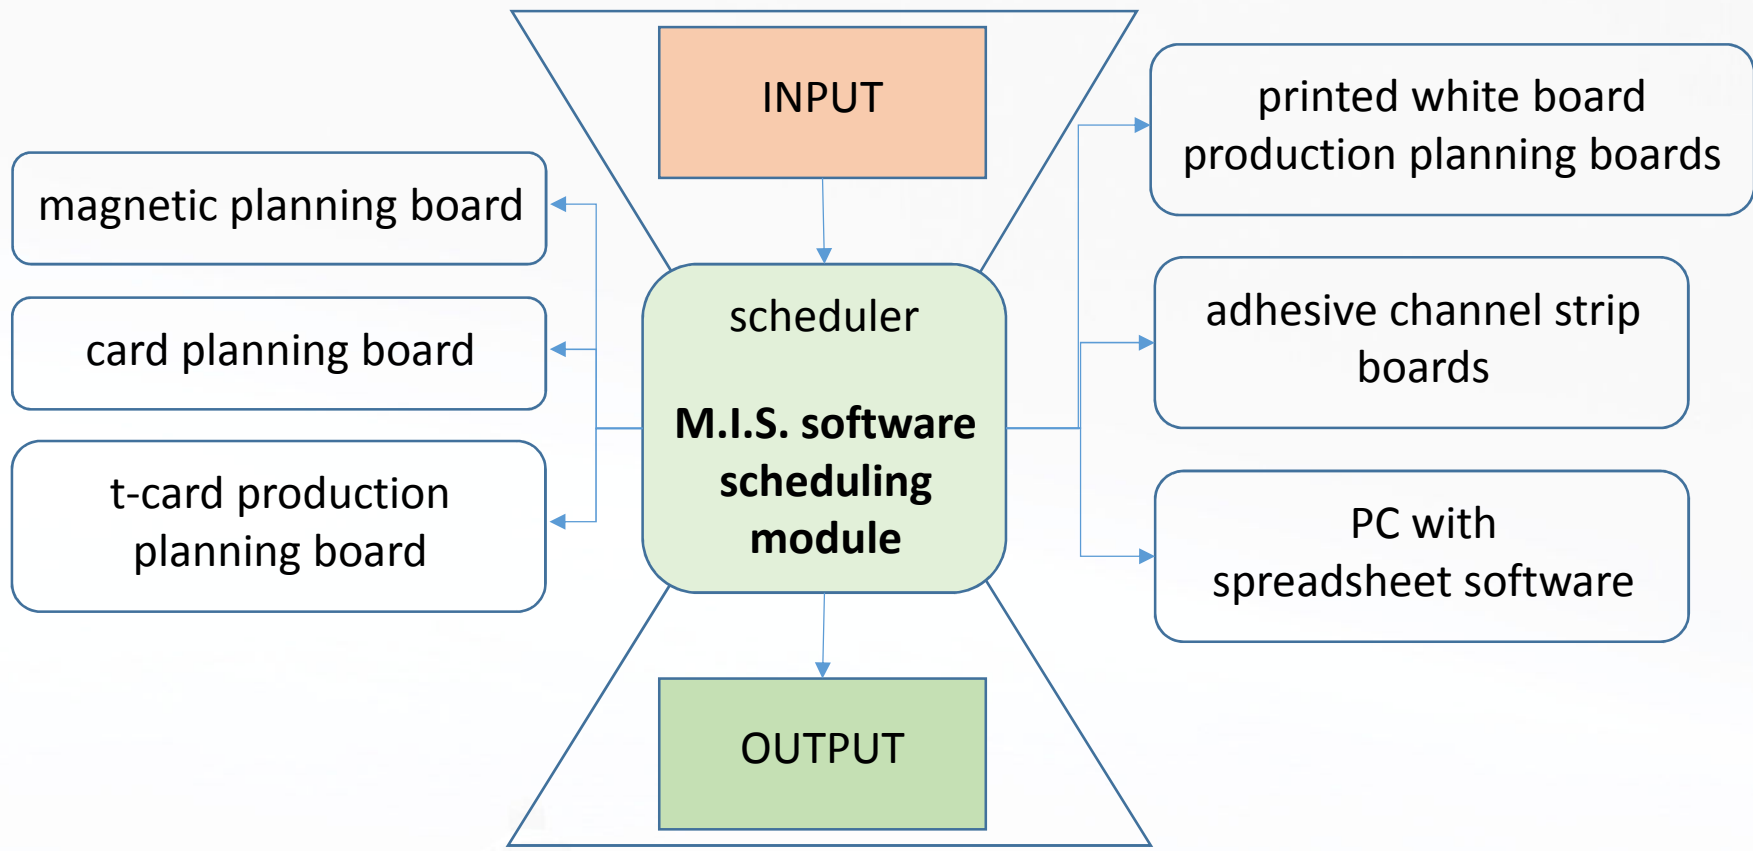 INPUT
magnetic planning board
card planning board
t-card production
planning board
scheduler
M.I.S. software
scheduling
module
printed white board
production planning boards
adhesive channel strip
boards
PC with
spreadsheet software
OUTPUT